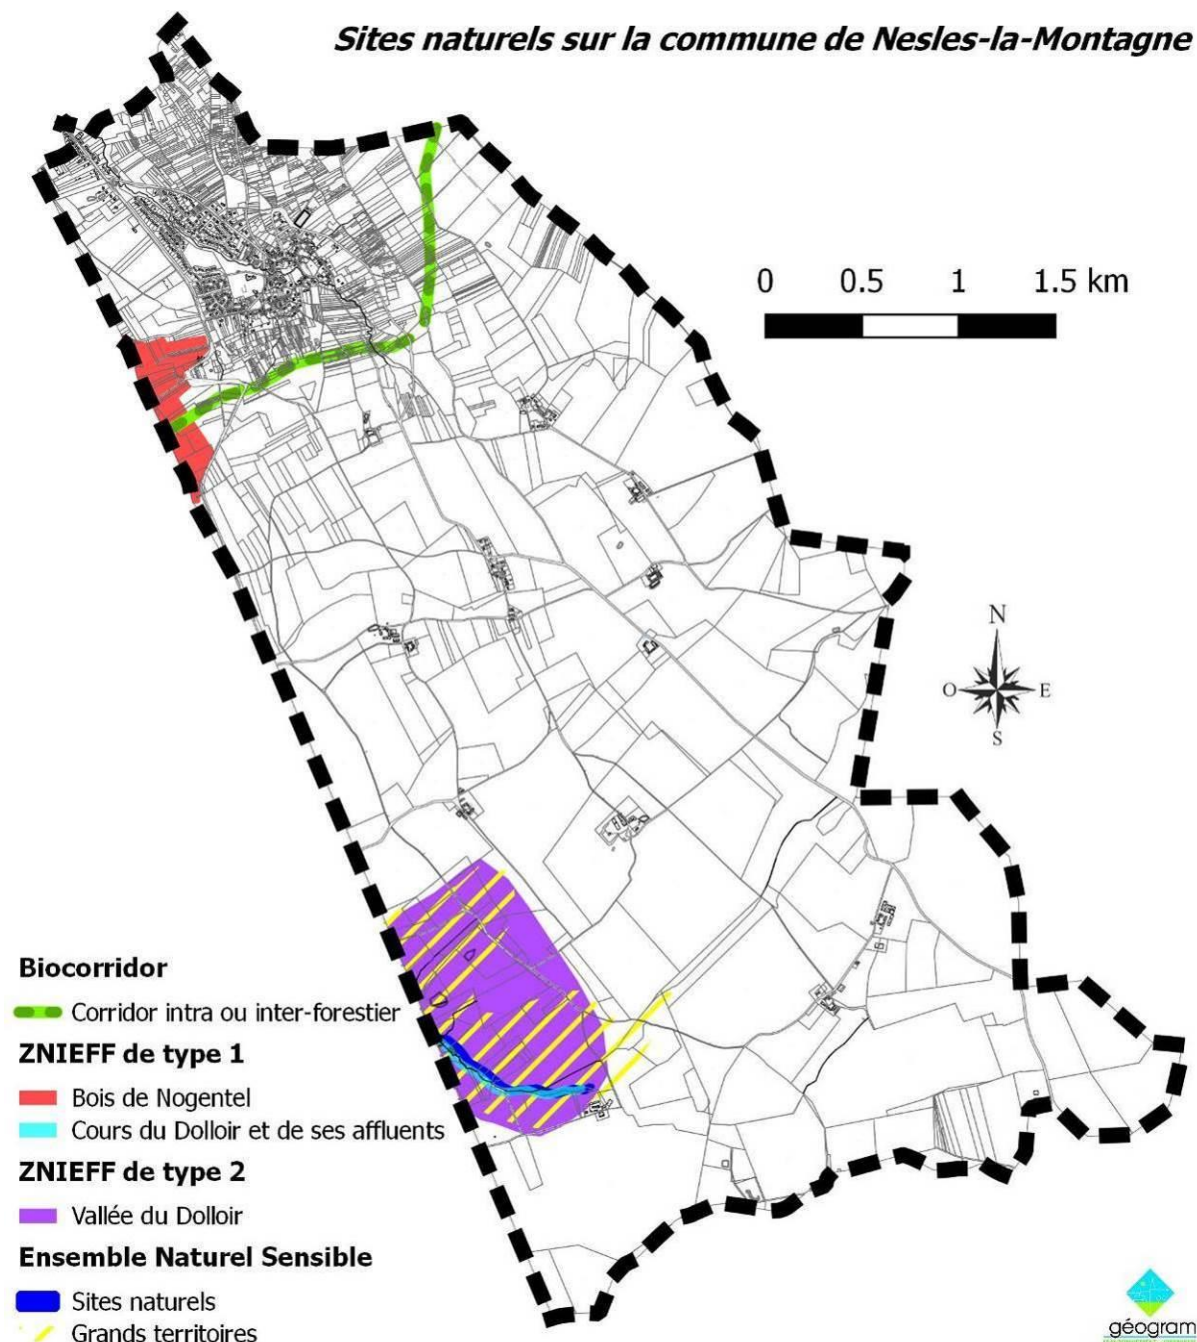 Sites naturels sur la commune de Nesles-la-Montagne
0 0.5 1 1.5 km
N
O E
S
Biocorridor
Corridor intra ou inter-forestier
ZNIEFF de type 1
Bois de Nogentel
Cours du Dolloir et de ses affluents
ZNIEFF de type 2
Vallée du Dolloir
Ensemble Naturel Sensible
Sites naturels
Grands territoires
géogram